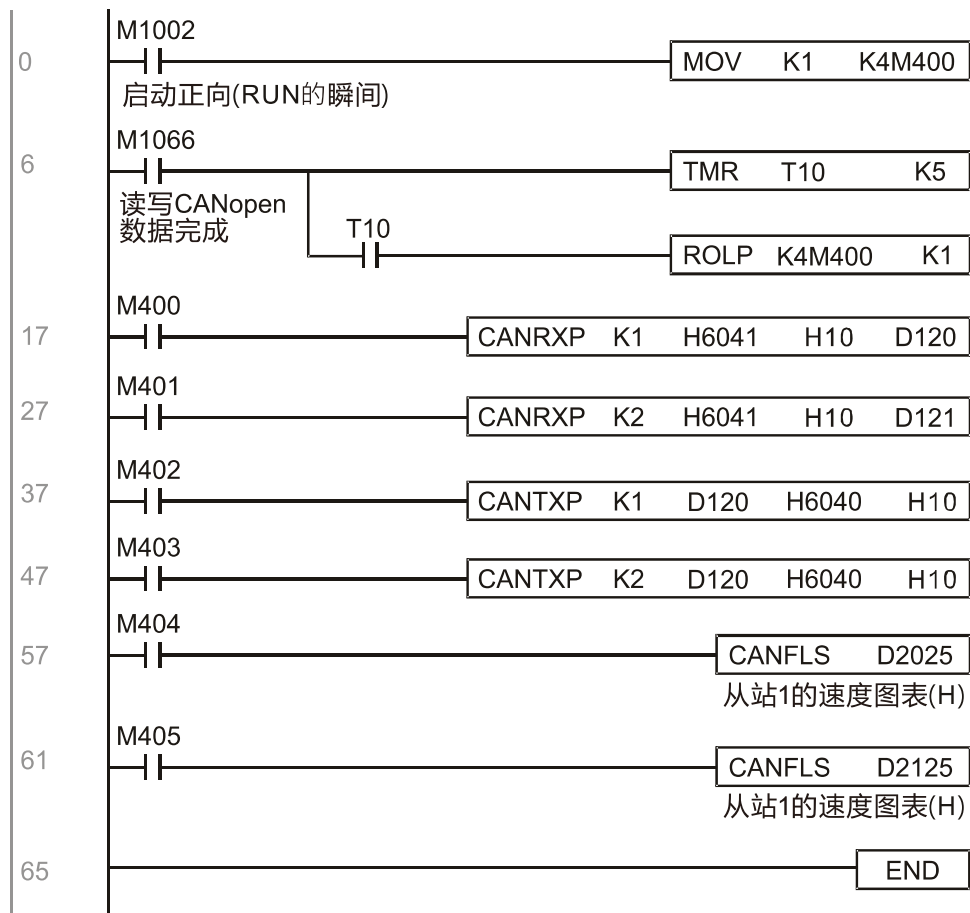 M1002
0
MOV K1 K4M400
启动正向(RUN的瞬间)
M1066
6
TMR T10 K5
读写CANopen
数据完成
T10
ROLP K4M400 K1
M400
17
CANRXP K1 H6041 H10 D120
M401
27
CANRXP K2 H6041 H10 D121
M402
37
CANTXP K1 D120 H6040 H10
M403
47
CANTXP K2 D120 H6040 H10
M404
57
CANFLS D2025
从站1的速度图表(H)
M405
61
CANFLS D2125
从站1的速度图表(H)
65
END